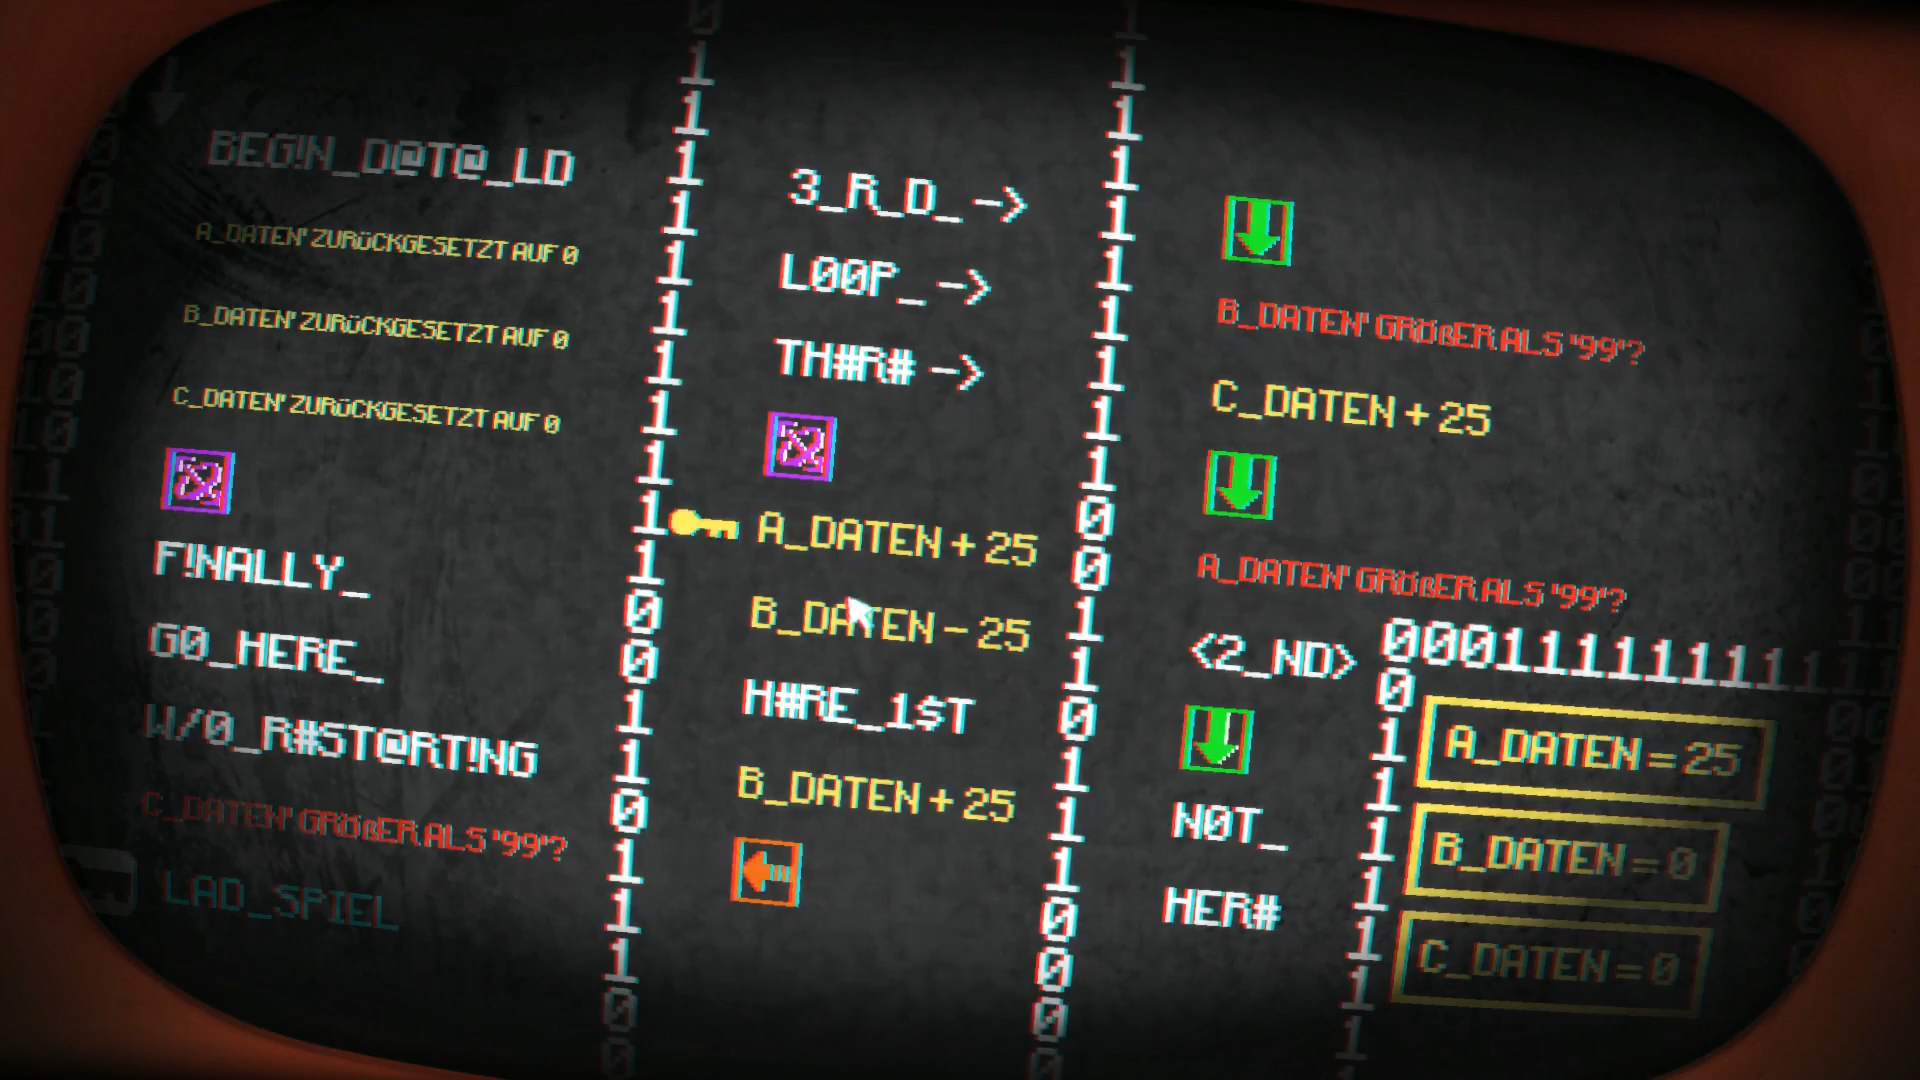 BEG!N_D@T@_LD
A_DATEN' ZURÜCKGESETZT AUF 0
B_DATEN' ZURÜCKGESETZT AUF 0
C_DATEN' ZURÜCKGESETZT AUF 0
F!NALLY_
G0_HERE_
W/0_R#ST@RT!NG
C_DATEN' GRÖßER ALS '99'?
LAD_SPIEL
3_R_D_->
L00P_->
TH#R# ->
A_DATEN + 25
B_DATEN - 25
H#RE_1$T
B_DATEN + 25
B_DATEN' GRÖßER ALS '99'?
C_DATEN + 25
A_DATEN' GRÖßER ALS '99'?
<2_ND>
N0T_
HER#
A_DATEN = 25
B_DATEN = 0
C_DATEN = 0